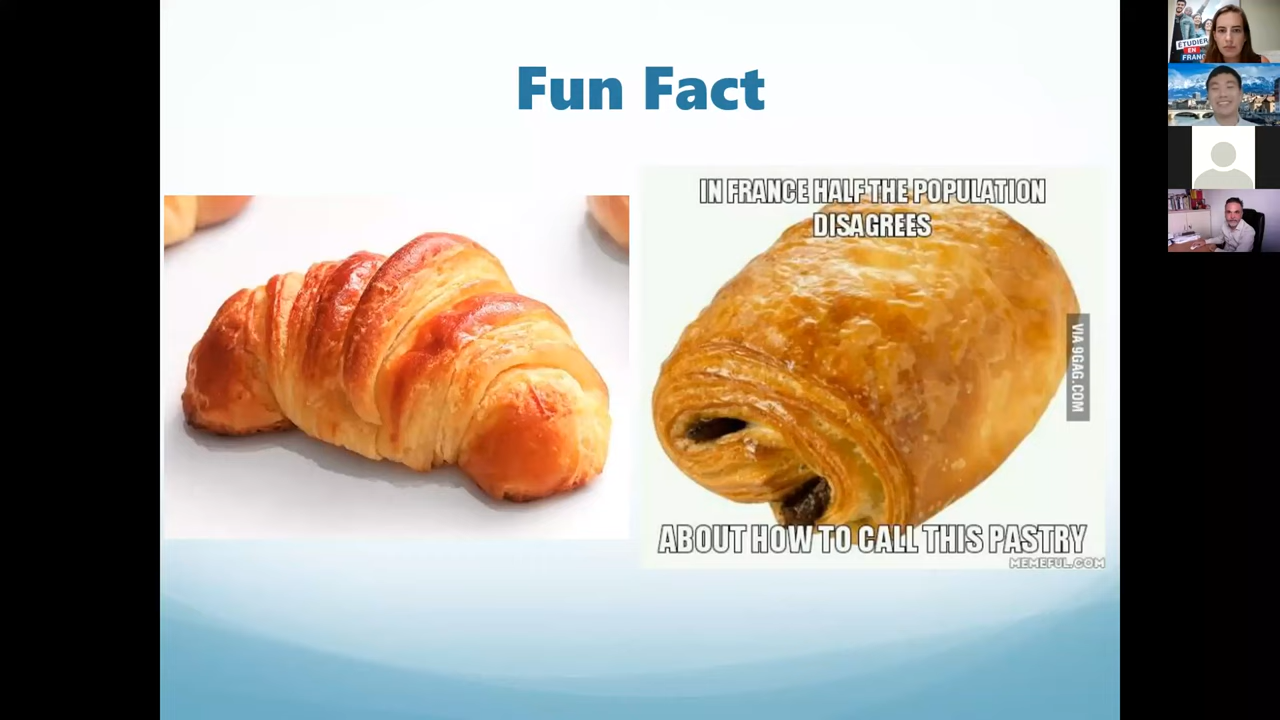 Fun Fact
IN FRANCE HALF THE POPULATION
DISAGREES
VIA 9GAG.COM
ABOUT HOW TO CALL THIS PASTRY
MEMEFUL.COM
ÉTUDIER
EN
FRANCE